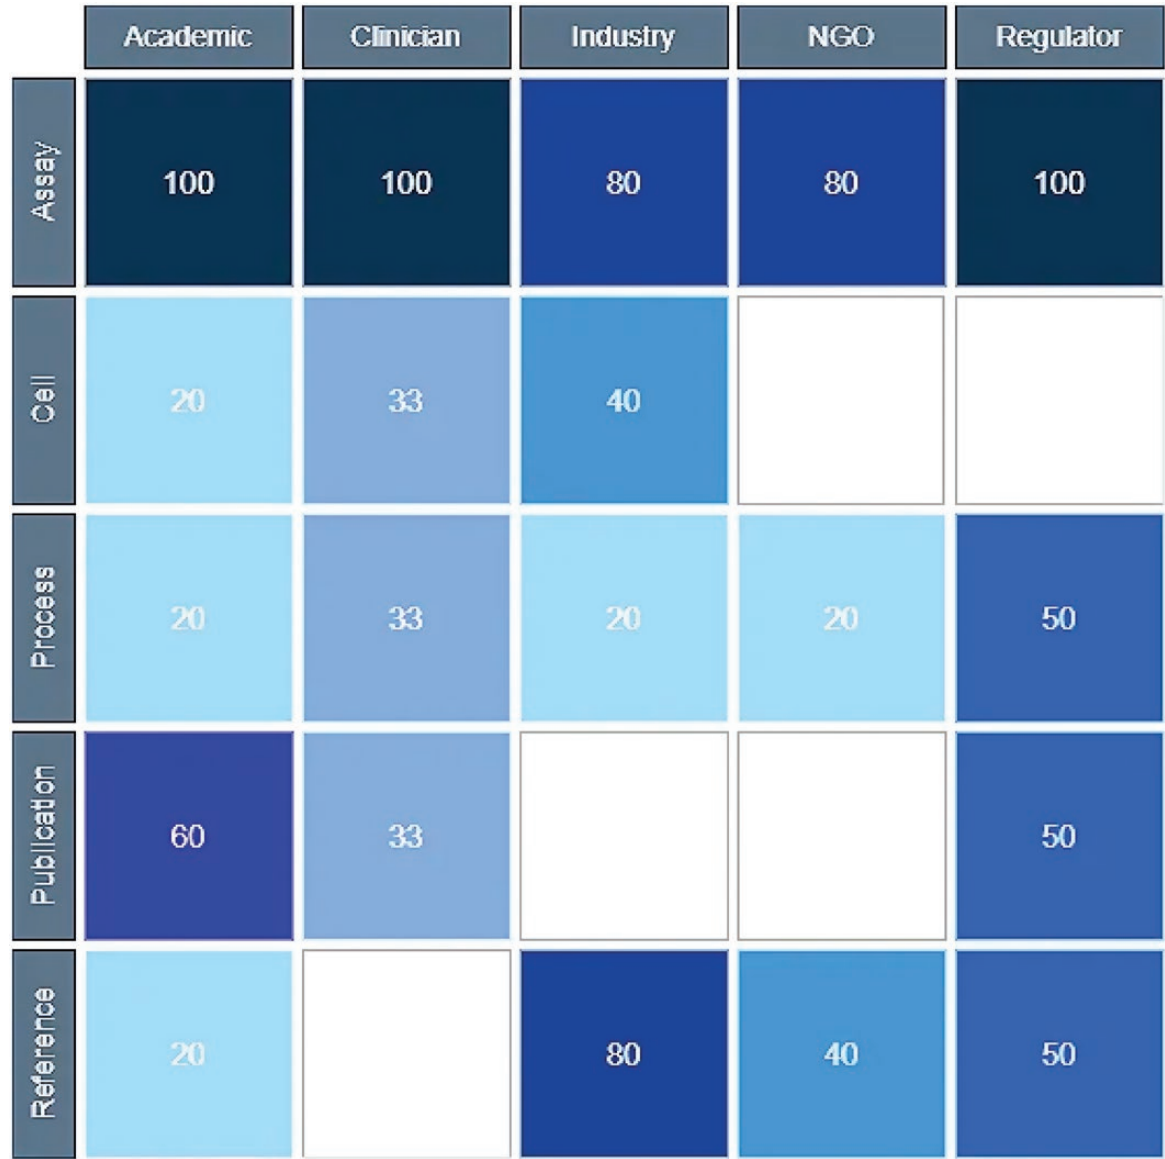 Academic Clinician Industry NGO Regulator
Assay 100 100 80 80 100
Cell 20 33 40
Process 20 33 20 20 50
Publication 60 33 50
Reference 20 80 40 50